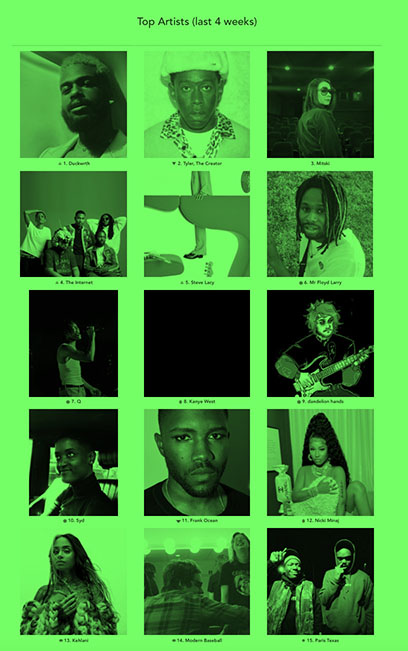 Top Artists (last 4 weeks)
1. Duckwrth
2. Tyler, The Creator
3. Mitski
4. The Internet
5. Steve Lacy
6. Mr Floyd Larry
7. Q
8. Kanye West
9. dandelion hands
10. Syd
11. Frank Ocean
12. Nicki Minaj
13. Kehlani
14. Modern Baseball
15. Paris Texas